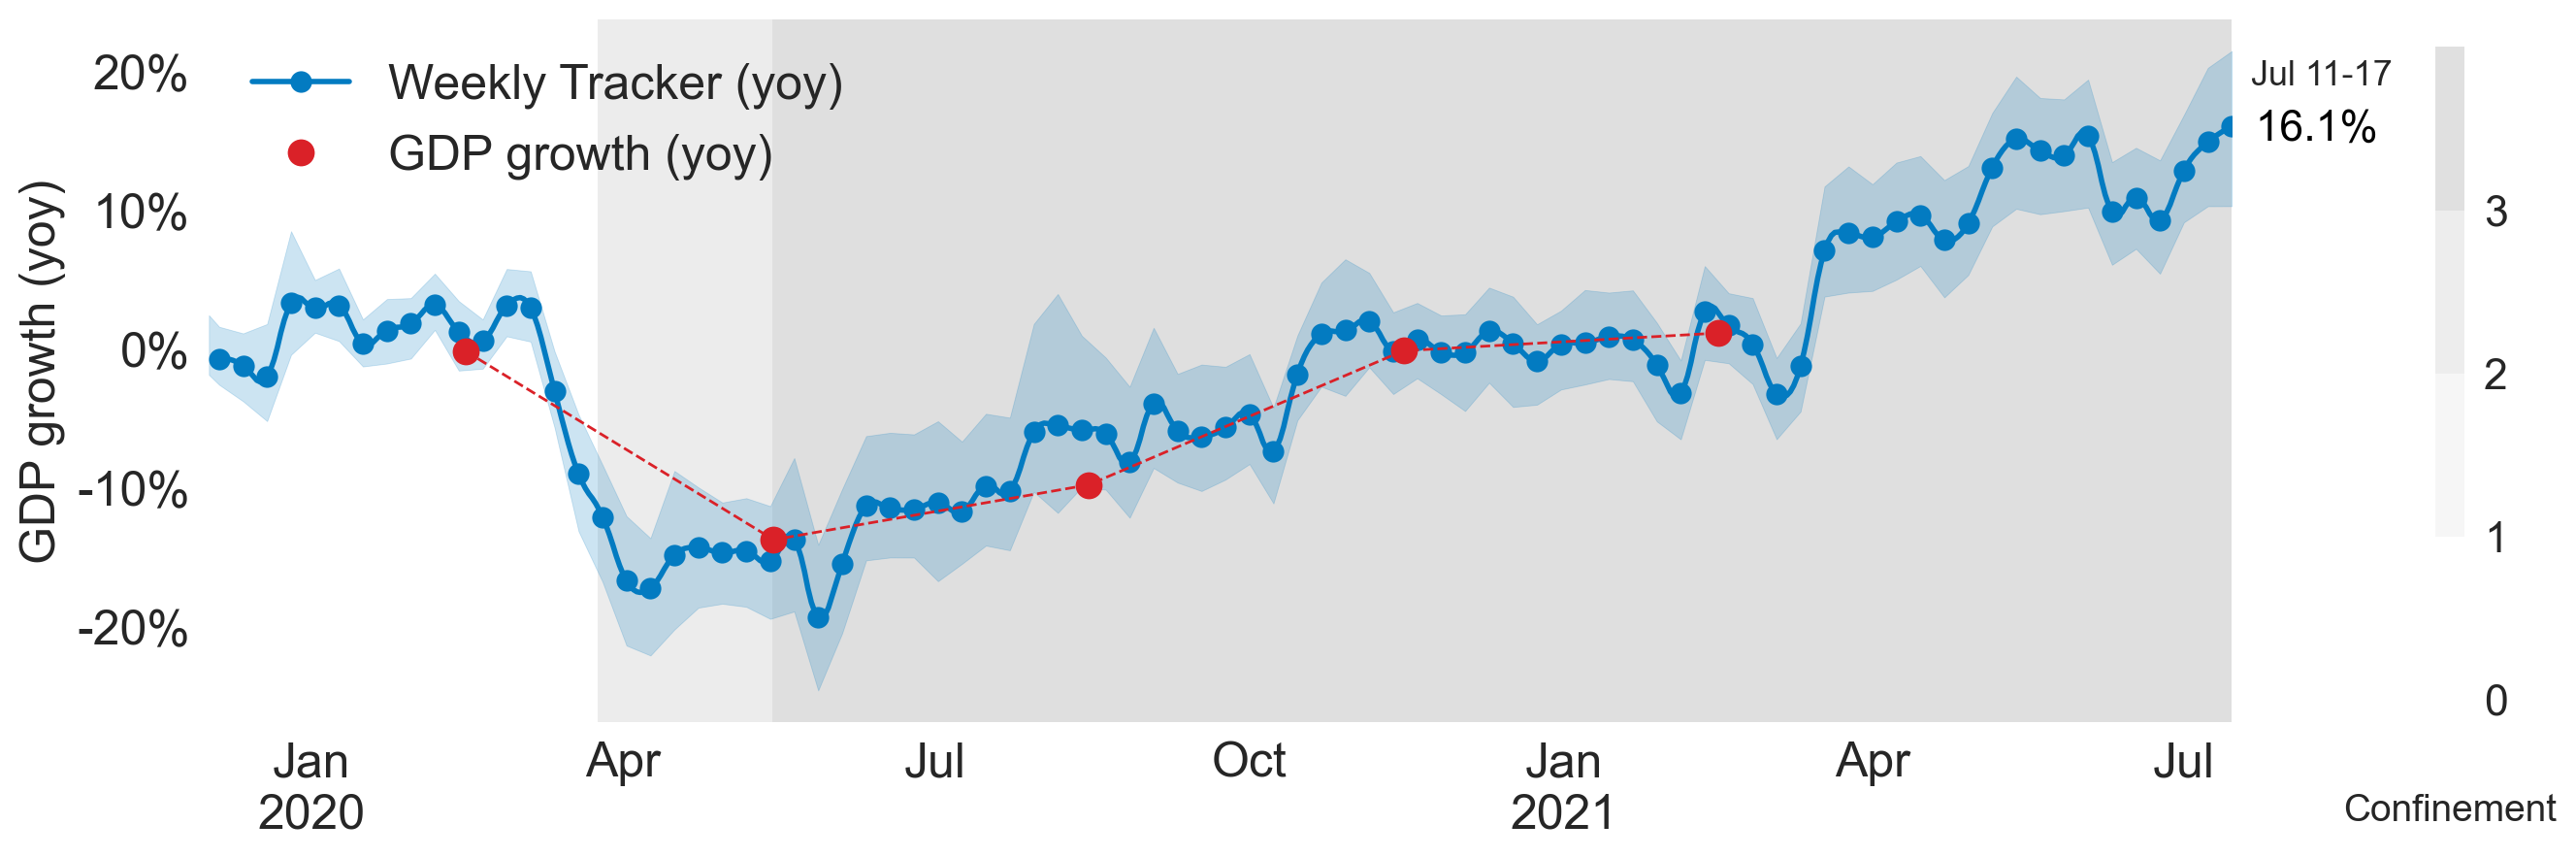 Weekly Tracker (yoy)
GDP growth (yoy)
GDP growth (yoy)
20%
10%
0%
-10%
-20%
Jan
2020
Apr
Jul
Oct
Jan
2021
Apr
Jul
Jul 11-17
16.1%
3
2
1
0
Confinement